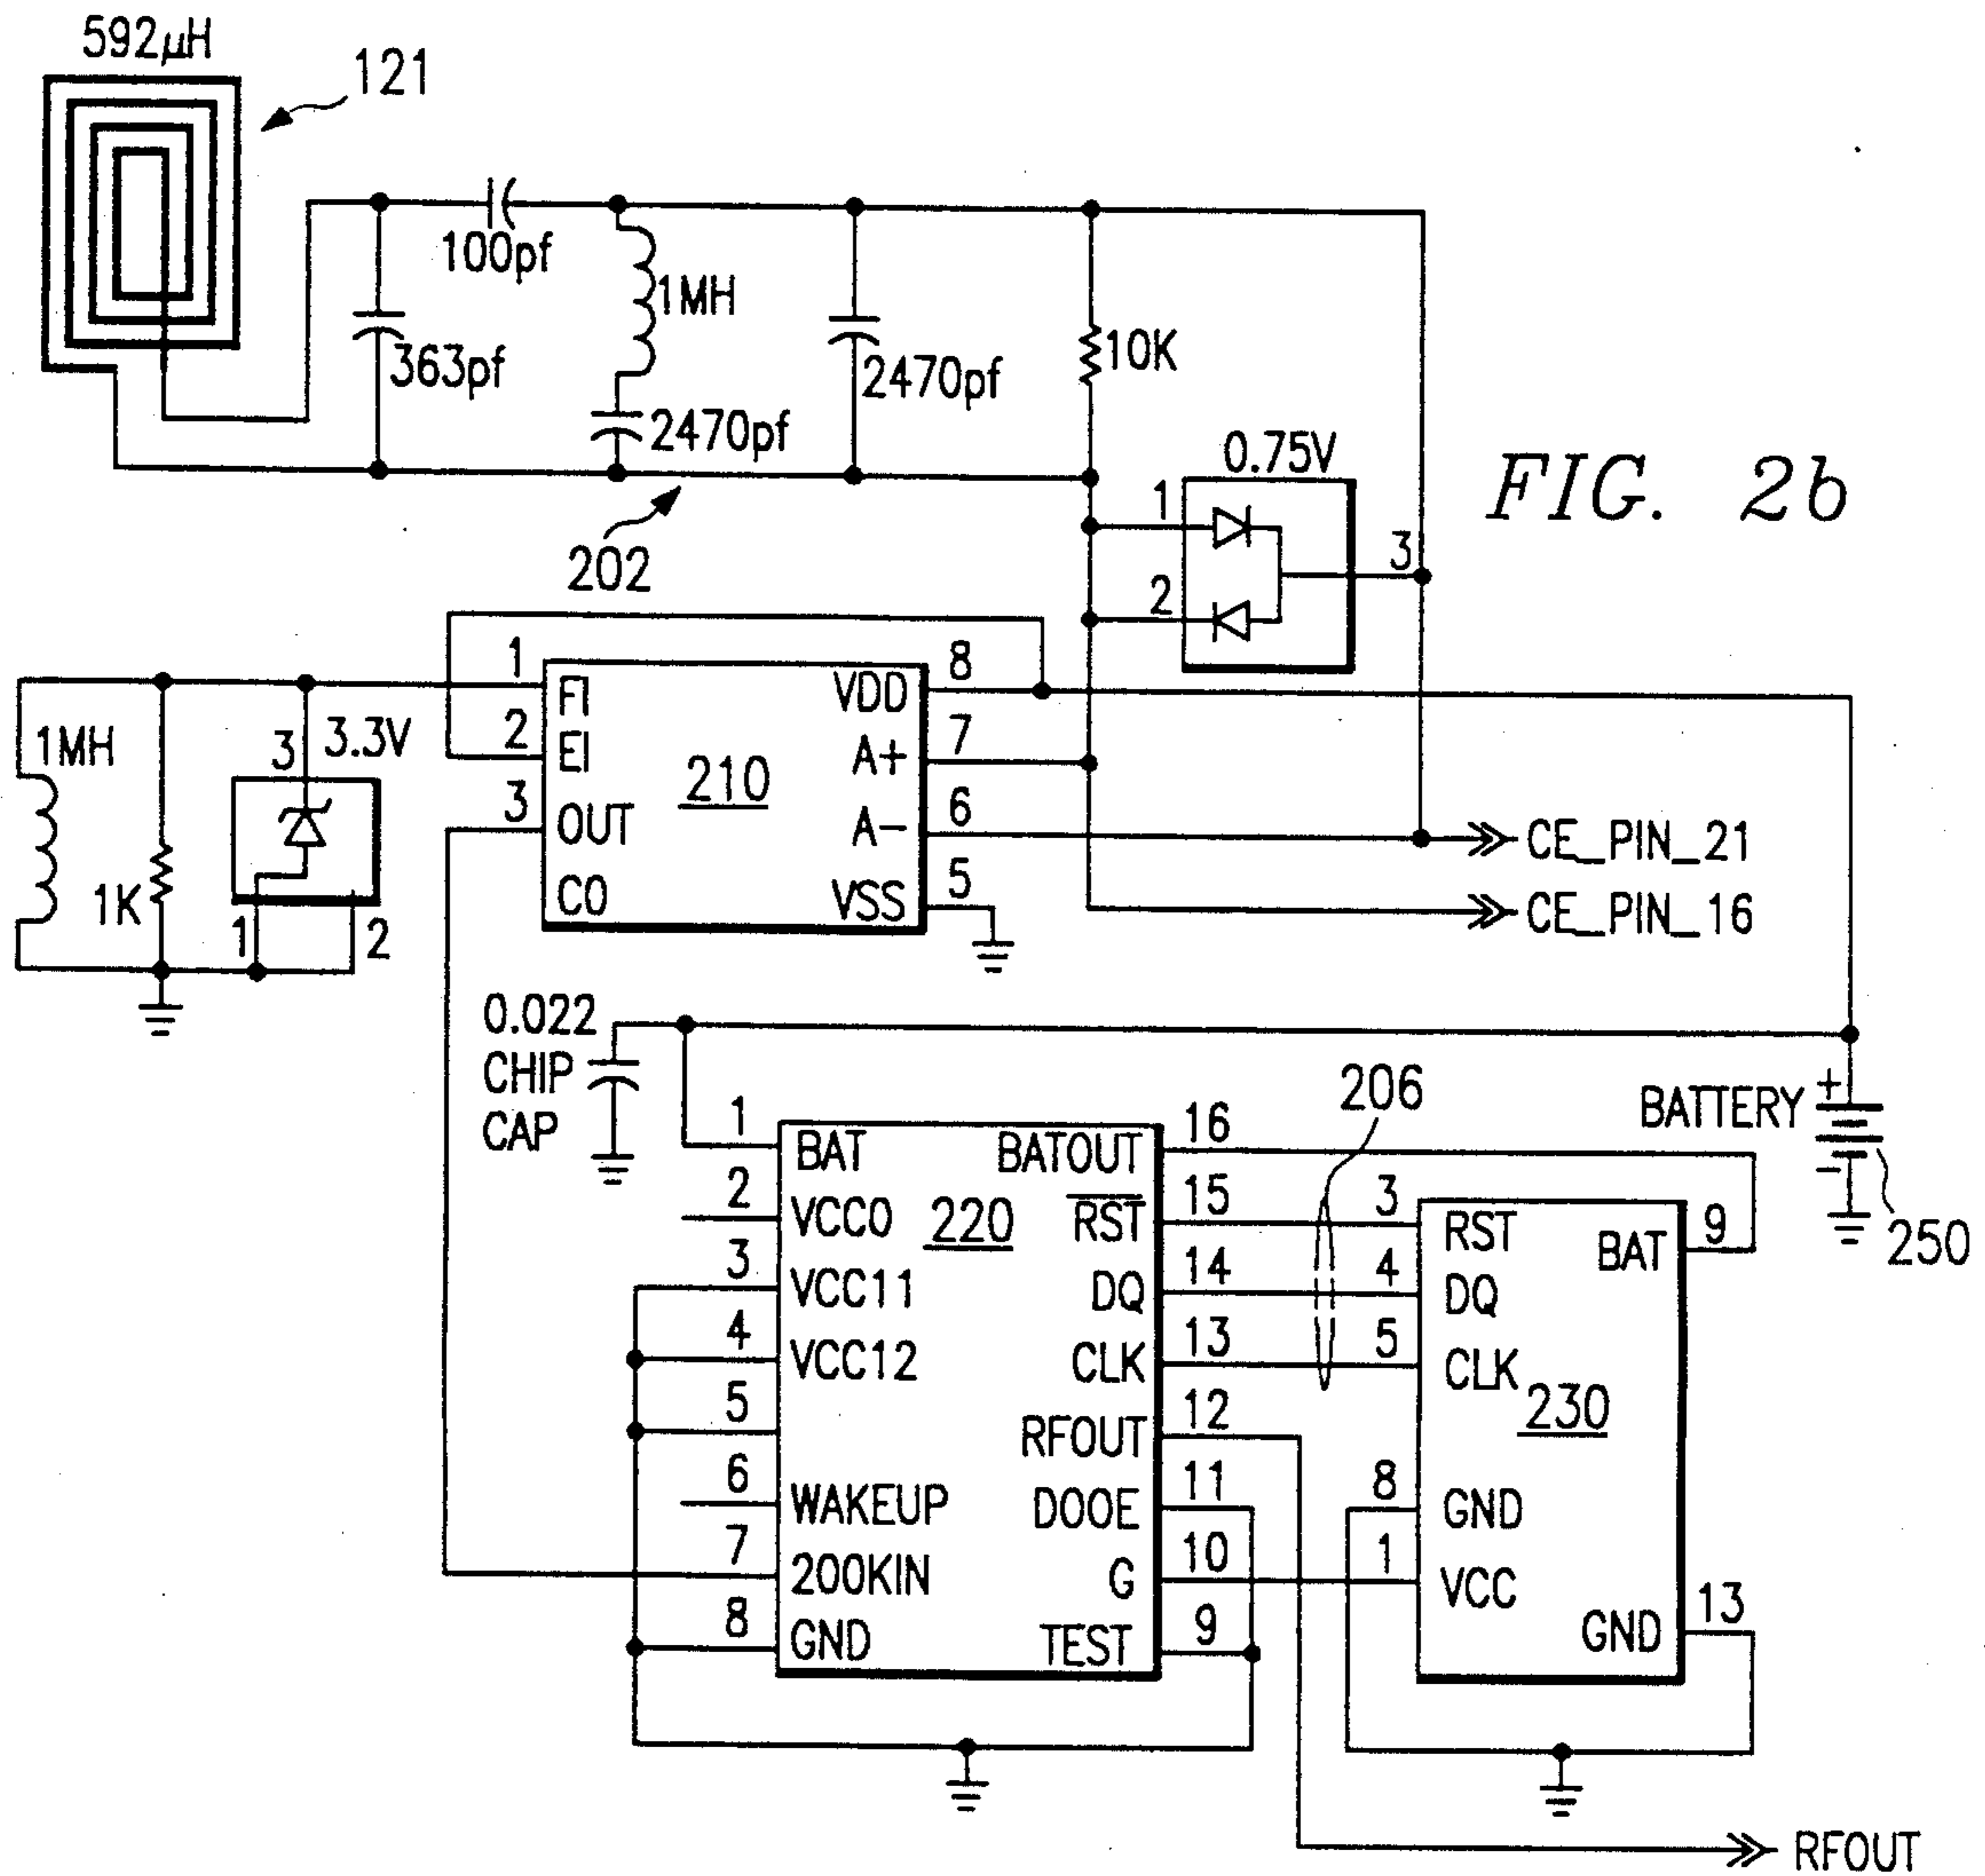 592μH
121
100pf
1MH
363pf
2470pf
2470pf
10K
0.75V
1
2
3
FIG. 2b
202
1MH
1K
3
3.3V
1
2
1
2
3
FI
EI
OUT
CO
210
VDD
A+
A-
VSS
8
7
6
5
CE_PIN_21
CE_PIN_16
0.022
CHIP
CAP
206
BATTERY
+
-
250
1
2
3
4
5
6
7
8
BAT
VCC0
VCC11
VCC12
WAKEUP
200KIN
GND
220
BATOUT
RST
DQ
CLK
RFOUT
DOOE
G
TEST
16
15
14
13
12
11
10
9
3
4
5
8
1
RST
DQ
CLK
230
GND
VCC
BAT
GND
9
13
RFOUT